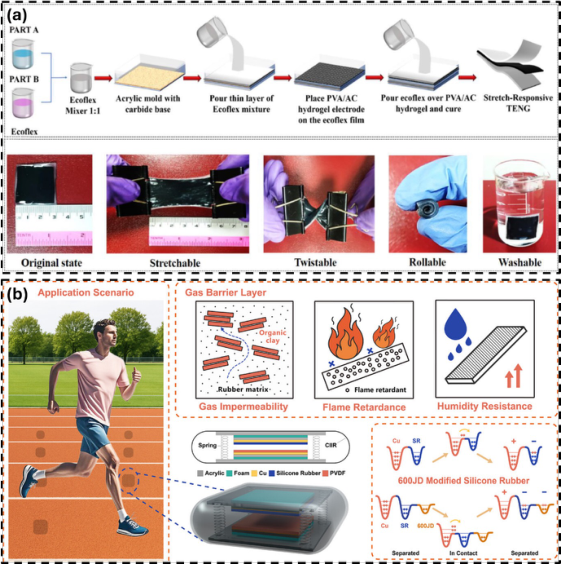 (a)
PART A
PART B
Ecoflex
Ecoflex
Mixer 1:1
Acrylic mold with
carbide base
Pour thin layer of
Ecoflex mixture
Place PVA/AC
hydrogel electrode
on the ecoflex film
Pour ecoflex over PVA/AC
hydrogel and cure
Stretch-Responsive
TENG
Original state
Stretchable
Twistable
Rollable
Washable
(b)
Application Scenario
Gas Barrier Layer
Organic
clay
Rubber matrix
Gas Impermeability
Flame retardant
Flame Retardance
Humidity Resistance
Spring
CIIR
Acrylic
Foam
Cu
Silicone Rubber
PVDF
Cu
SR
+
-
600JD Modified Silicone Rubber
Cu
SR
600JD
+
-
-
Separated
In Contact
Separated